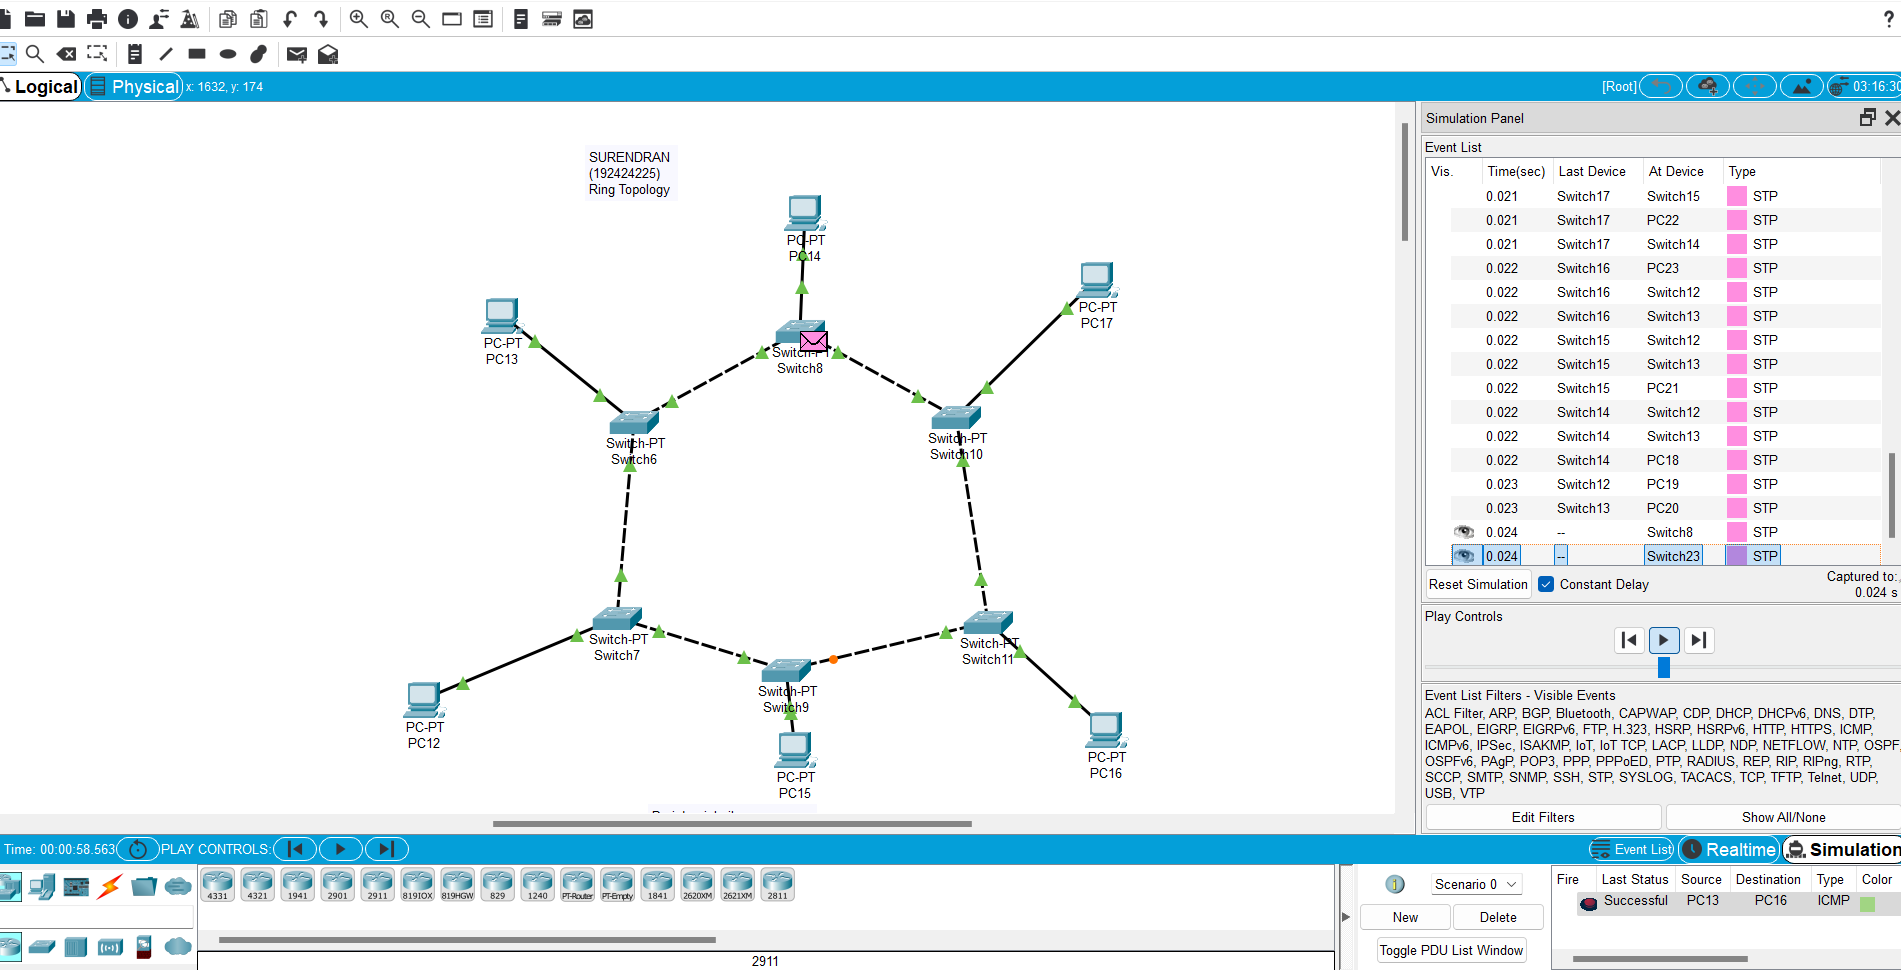 ?
Logical
Physical
x: 1632, y: 174
[Root]
03:16:30
SURENDRAN
(192424225)
Ring Topology
PC-PT
PC14
PC-PT
PC17
PC-PT
PC13
Switch8
Switch-PT
Switch6
Switch-PT
Switch10
Switch-PT
Switch7
Switch-PT
Switch11
Switch-PT
Switch9
PC-PT
PC12
PC-PT
PC15
PC-PT
PC16
Simulation Panel
Event List
Vis. Time(sec) Last Device At Device Type
0.021 Switch17 Switch15 STP
0.021 Switch17 PC22 STP
0.021 Switch17 Switch14 STP
0.022 Switch16 PC23 STP
0.022 Switch16 Switch12 STP
0.022 Switch16 Switch13 STP
0.022 Switch15 Switch12 STP
0.022 Switch15 Switch13 STP
0.022 Switch15 PC21 STP
0.022 Switch14 Switch12 STP
0.022 Switch14 Switch13 STP
0.022 Switch14 PC18 STP
0.023 Switch12 PC19 STP
0.023 Switch13 PC20 STP
0.024 -- Switch8 STP
0.024 -- Switch23 STP
Reset Simulation Constant Delay Captured to:
0.024 s
Play Controls
Event List Filters - Visible Events
ACL Filter, ARP, BGP, Bluetooth, CAPWAP, CDP, DHCP, DHCPv6, DNS, DTP,
EAPOL, EIGRP, EIGRPv6, FTP, H.323, HSRP, HSRPv6, HTTP, HTTPS, ICMP,
ICMPv6, IPSec, ISAKMP, IoT, IoT TCP, LACP, LLDP, NDP, NETFLOW, NTP, OSPF,
OSPFv6, PAgP, POP3, PPP, PPPoED, PTP, RADIUS, REP, RIP, RIPng, RTP,
SCCP, SMTP, SNMP, SSH, STP, SYSLOG, TACACS, TCP, TFTP, Telnet, UDP,
USB, VTP
Edit Filters Show All/None
Time: 00:00:58.563 PLAY CONTROLS:
Event List Realtime Simulation
4331 4321 1941 2901 2911 819IOX 819HGW 829 1240 PT-Router PT-Empty 1841 2620XM 2621XM 2811
2911
1 Scenario 0
New Delete
Toggle PDU List Window
Fire Last Status Source Destination Type Color
Successful PC13 PC16 ICMP